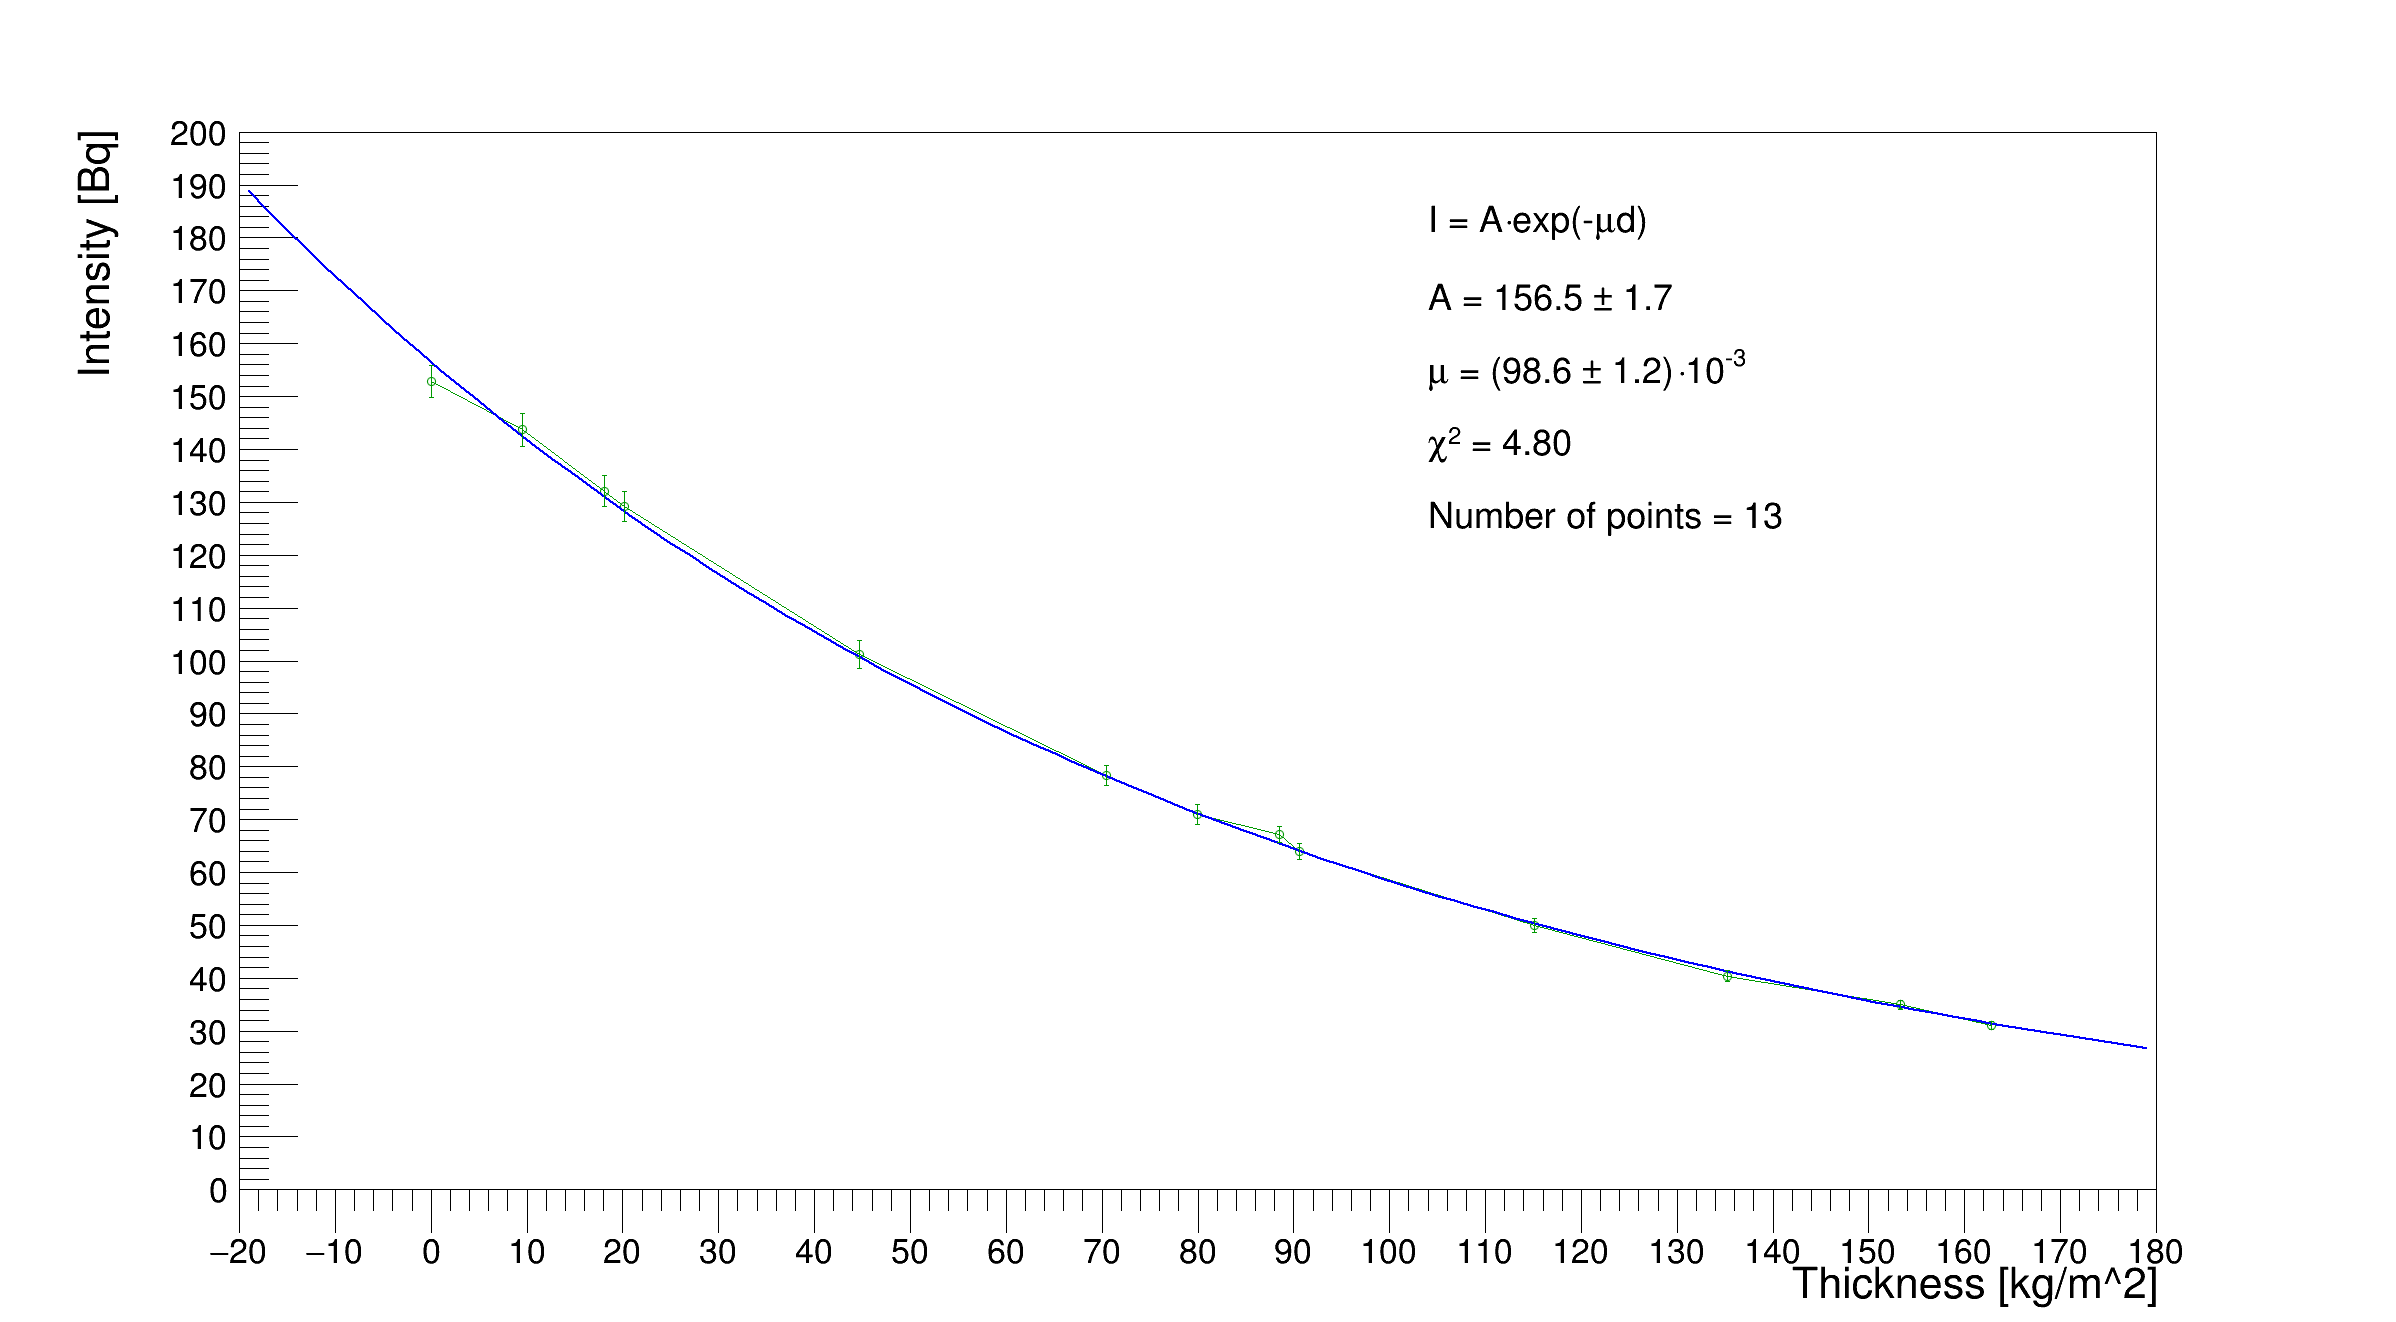 Intensity [Bq]
200
190
180
170
160
150
140
130
120
110
100
90
80
70
60
50
40
30
20
10
0
I = A·exp(-μd)
A = 156.5 ± 1.7
μ = (98.6 ± 1.2)·10⁻³
χ² = 4.80
Number of points = 13
−20 −10 0 10 20 30 40 50 60 70 80 90 100 110 120 130 140 150 160 170 180
Thickness [kg/m^2]